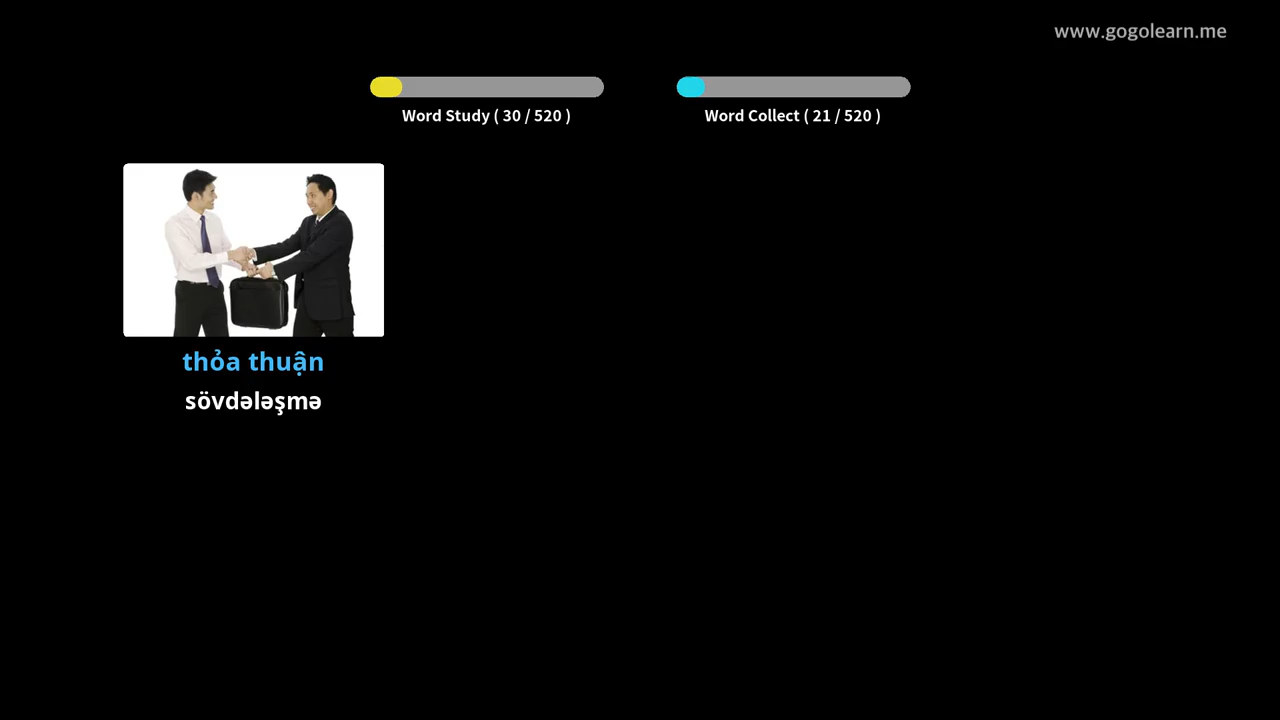 www.gogolearn.me
Word Study ( 30 / 520 )
Word Collect ( 21 / 520 )
thỏa thuận
sövdələşmə